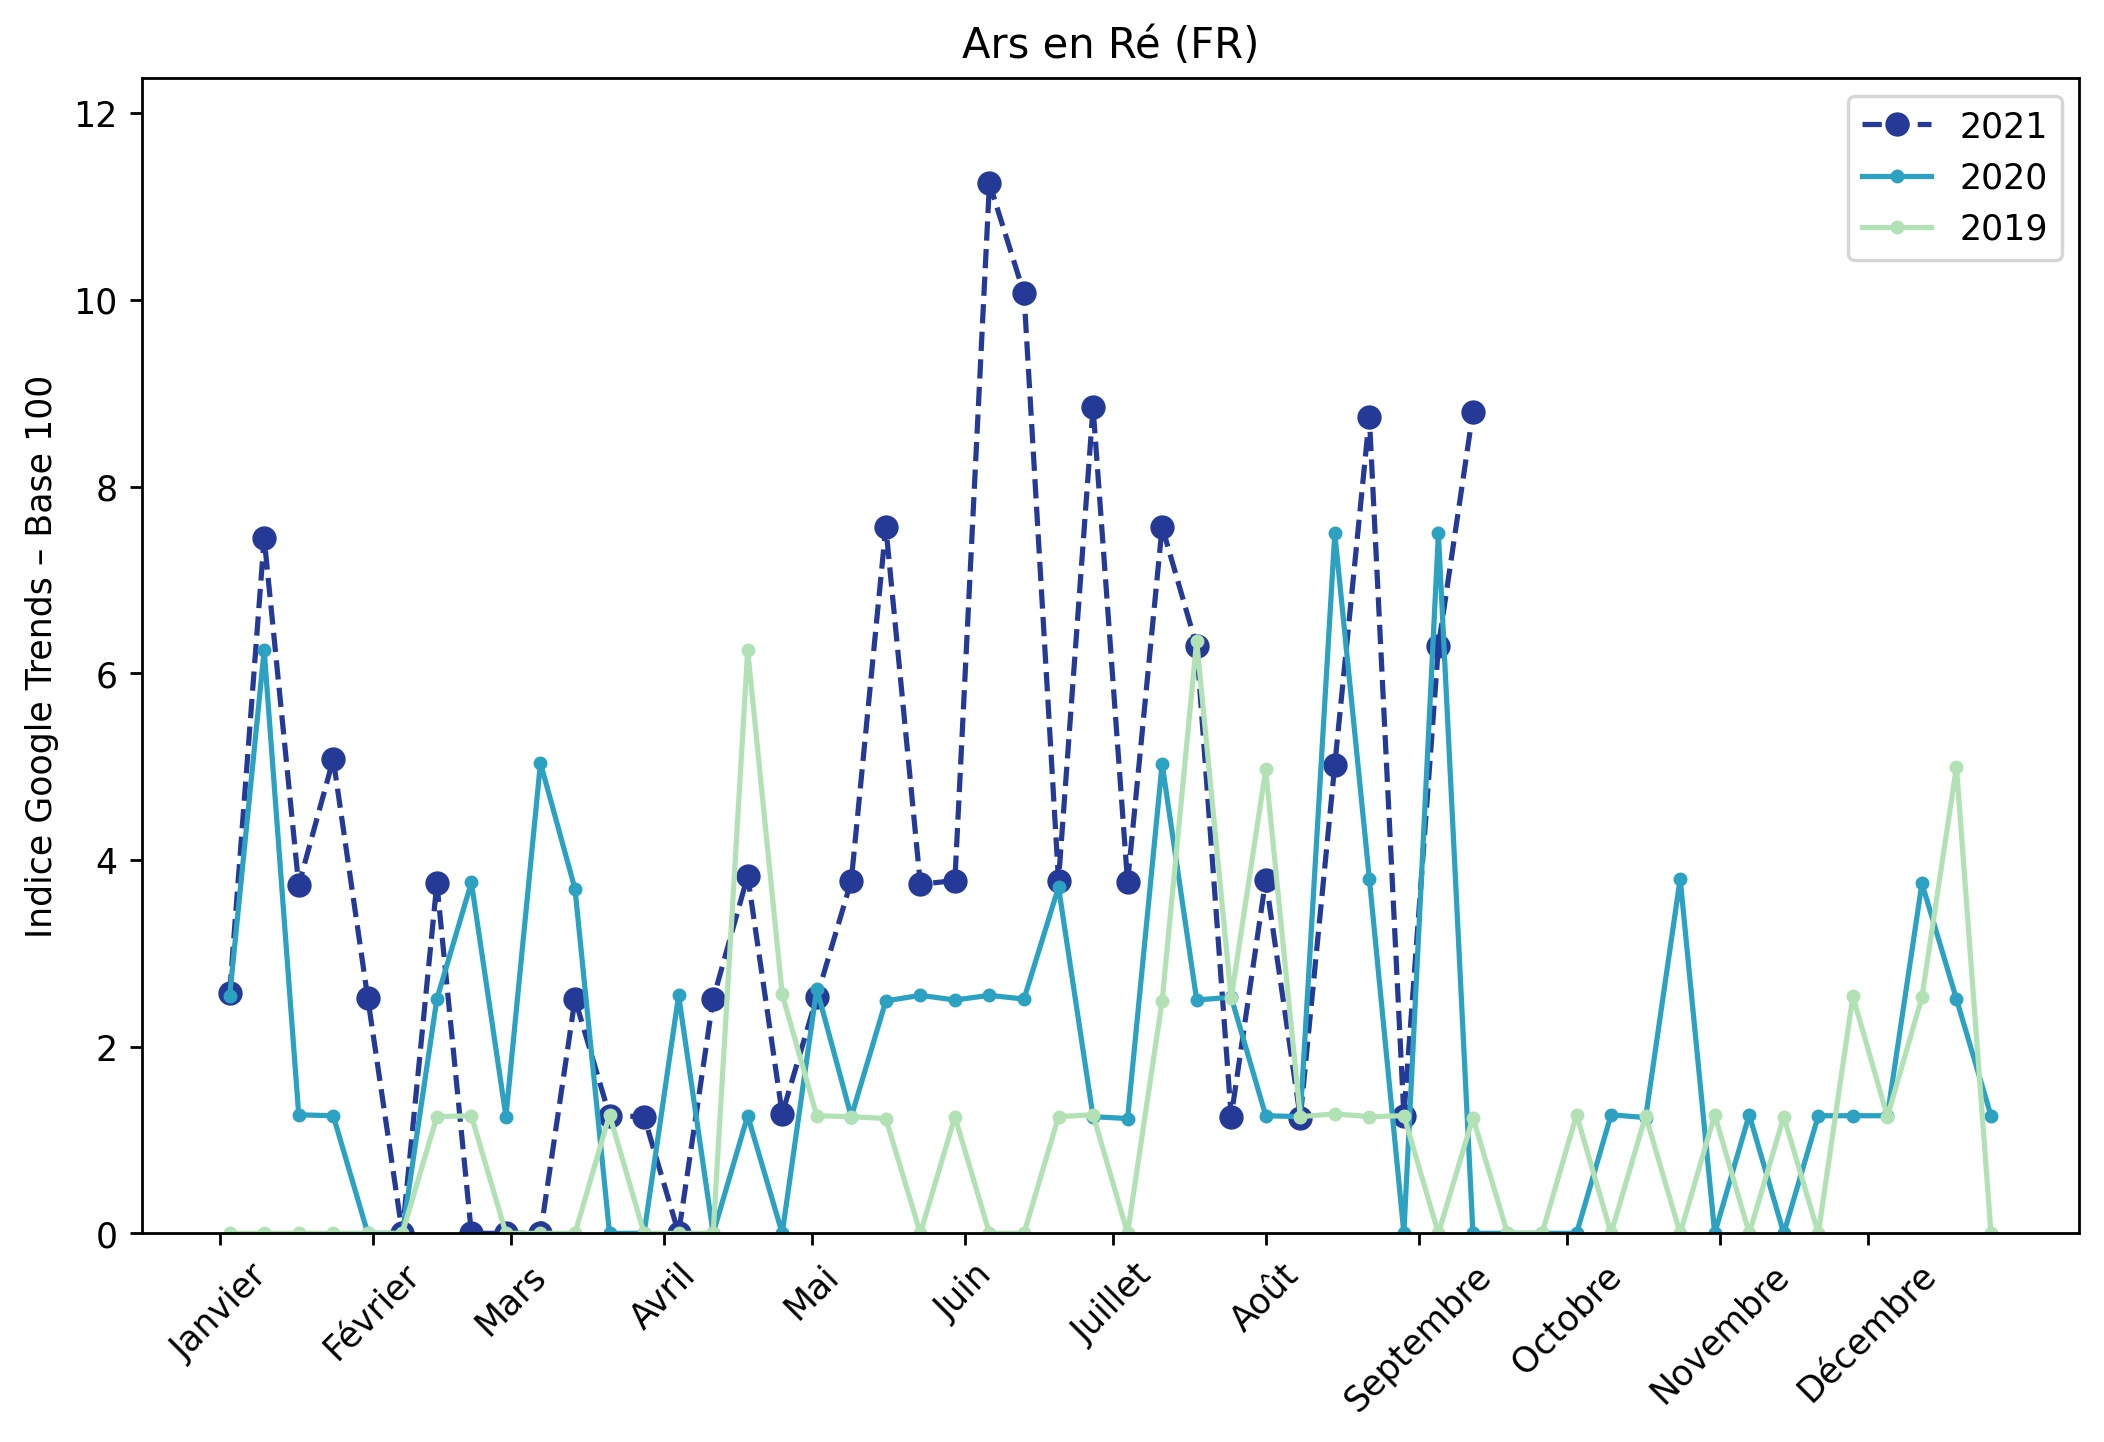 Ars en Ré (FR)
12
10
8
6
4
2
0
Indice Google Trends – Base 100
2021
2020
2019
Janvier
Février
Mars
Avril
Mai
Juin
Juillet
Août
Septembre
Octobre
Novembre
Décembre